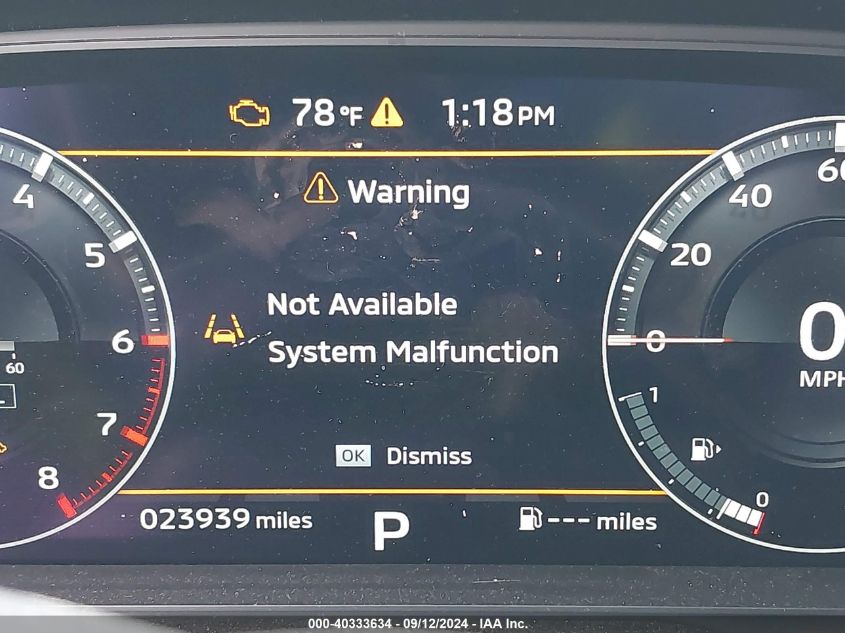 78°F 1:18PM
Warning
Not Available
System Malfunction
OK Dismiss
023939 miles P --- miles
4
5
6
7
8
60
60
40
20
0
0
MPH
1
0
000-40333634 - 09/12/2024 - IAA Inc.